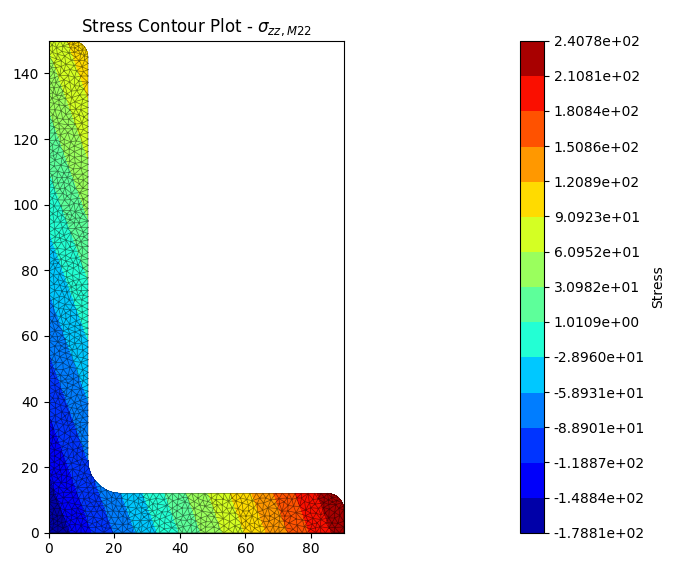 Stress Contour Plot - σzz, M22
140
120
100
80
60
40
20
0
0 20 40 60 80
2.4078e+02
2.1081e+02
1.8084e+02
1.5086e+02
1.2089e+02
9.0923e+01
6.0952e+01
3.0982e+01
1.0109e+00
-2.8960e+01
-5.8931e+01
-8.8901e+01
-1.1887e+02
-1.4884e+02
-1.7881e+02
Stress